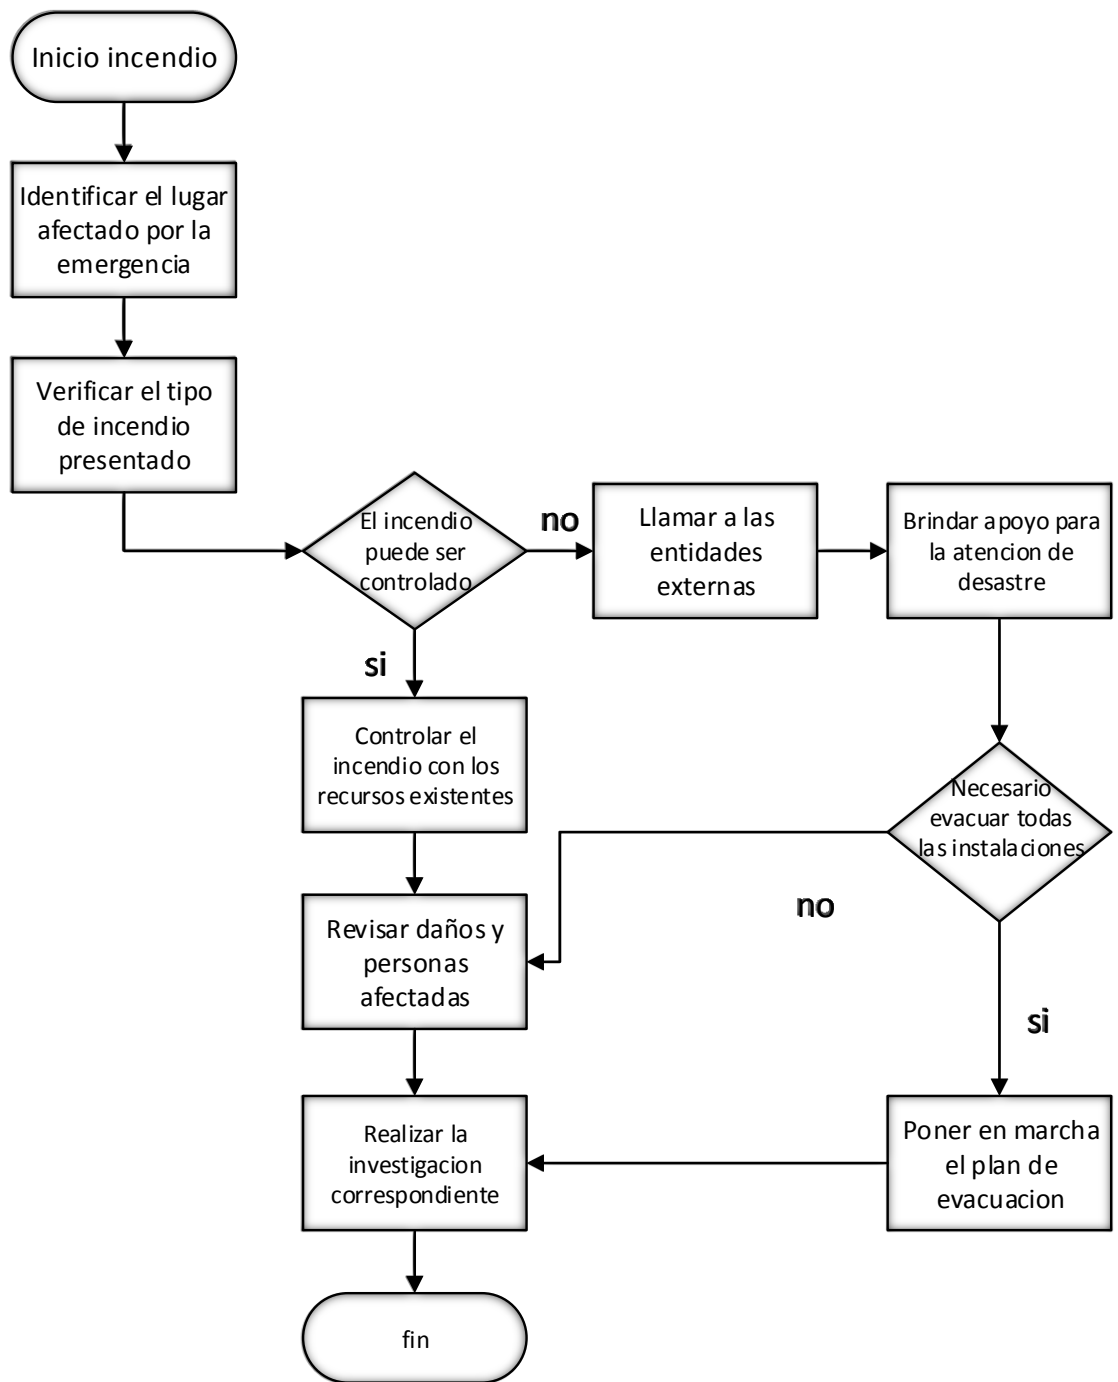 Inicio incendio
Identificar el lugar
afectado por la
emergencia
Verificar el tipo
de incendio
presentado
El incendio
puede ser
controlado
no
Llamar a las
entidades
externas
Brindar apoyo para
la atencion de
desastre
si
Controlar el
incendio con los
recursos existentes
Necesario
evacuar todas
las instalaciones
no
Revisar daños y
personas
afectadas
si
Realizar la
investigacion
correspondiente
Poner en marcha
el plan de
evacuacion
fin